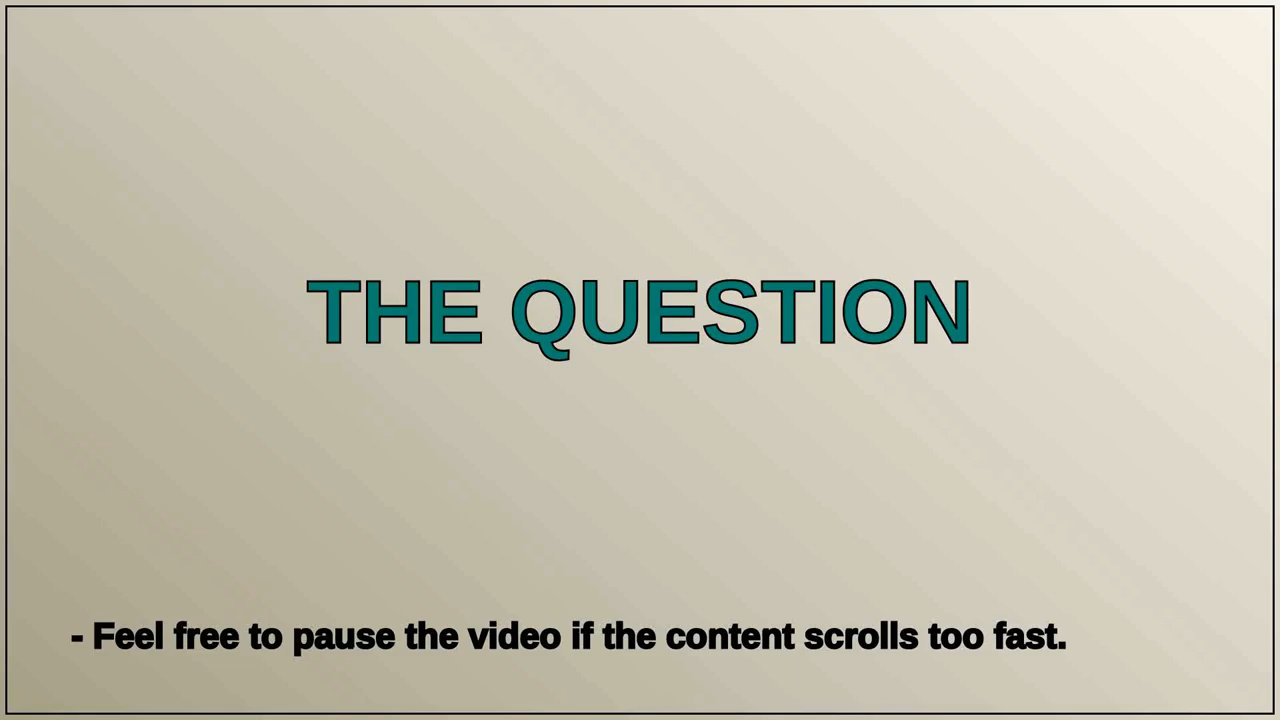 THE QUESTION
- Feel free to pause the video if the content scrolls too fast.